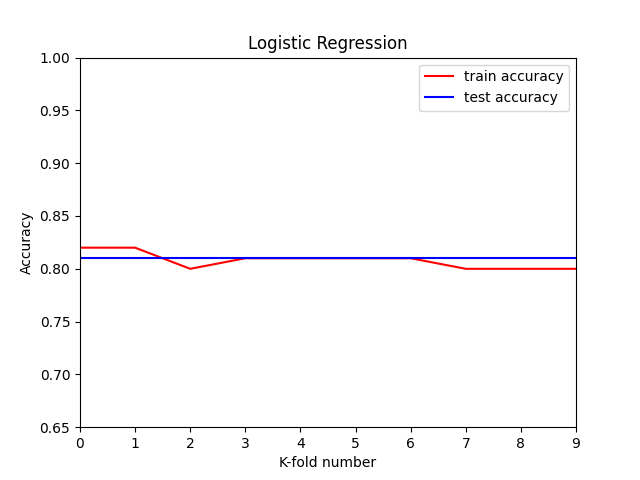 Logistic Regression
train accuracy
test accuracy
1.00
0.95
0.90
0.85
0.80
0.75
0.70
0.65
Accuracy
0 1 2 3 4 5 6 7 8 9
K-fold number